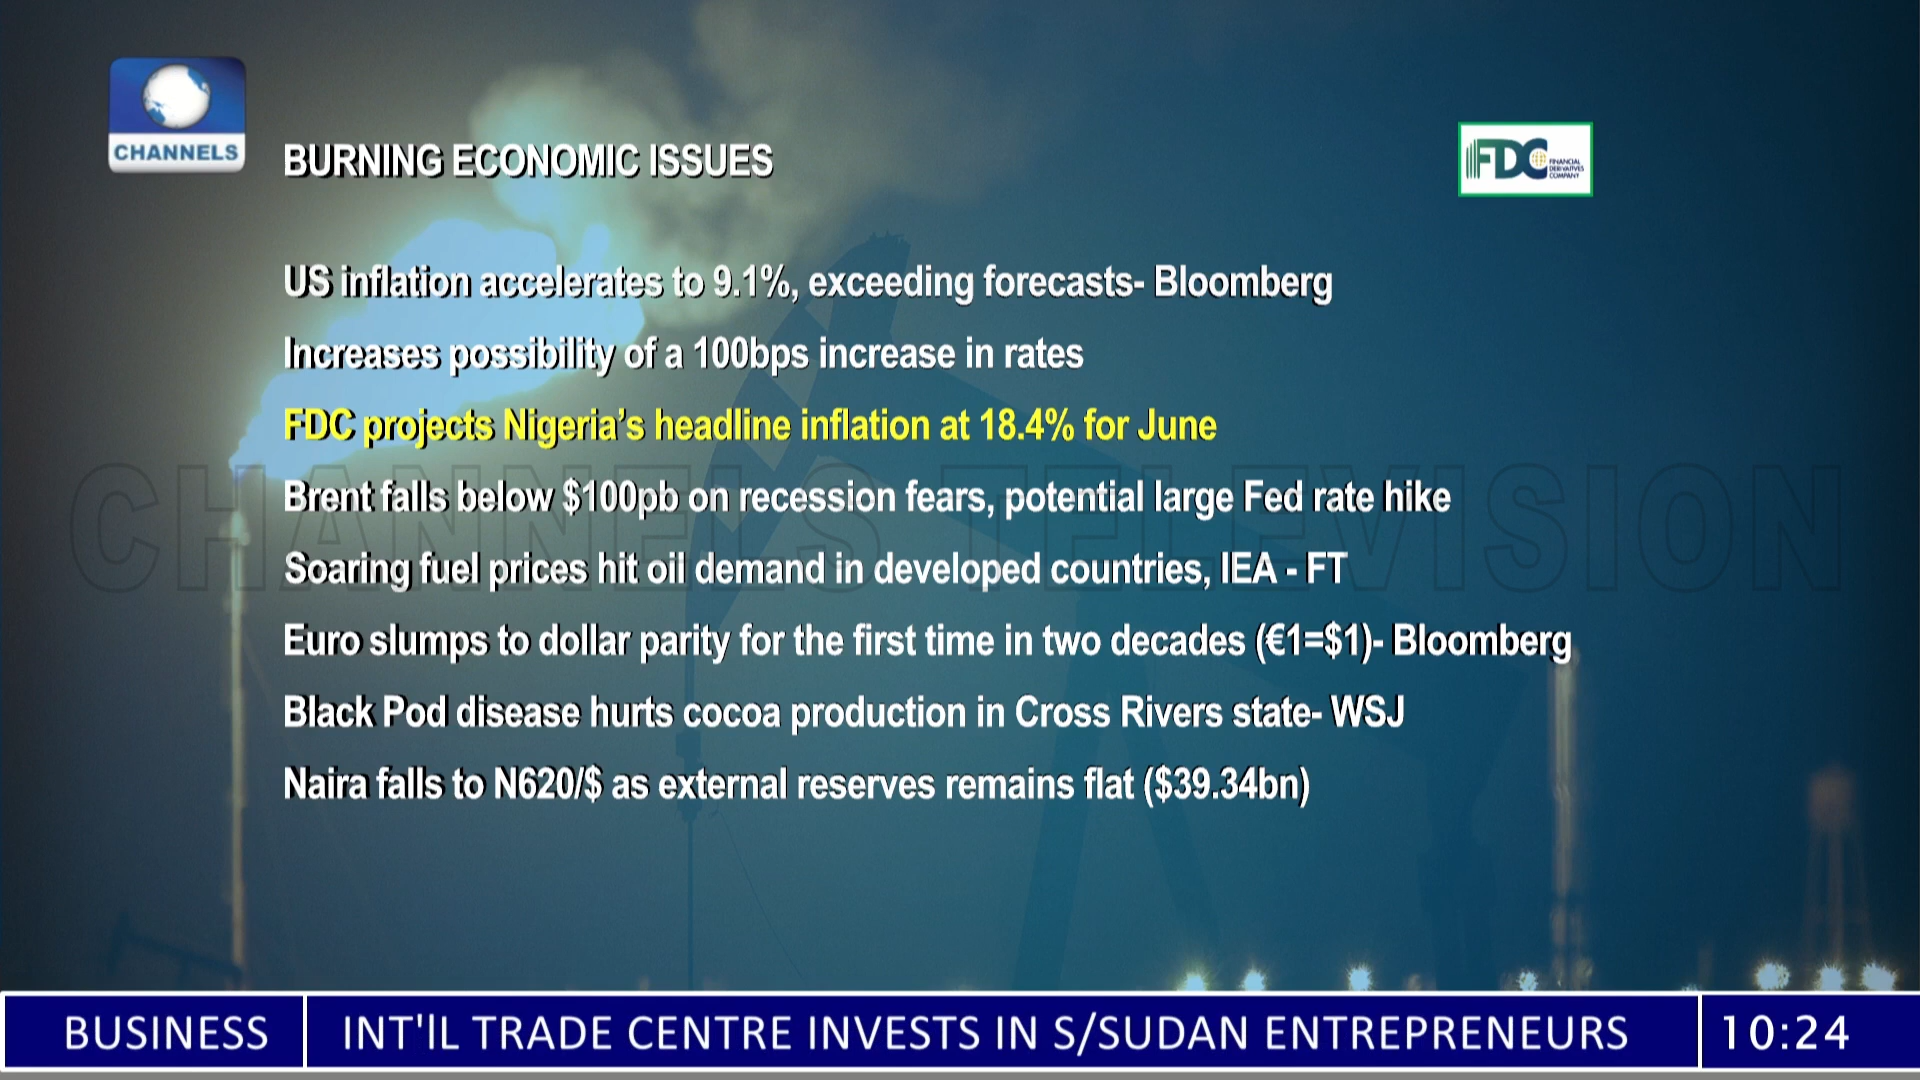 CHANNELS
BURNING ECONOMIC ISSUES
FDC FINANCIAL
DERIVATIVES
COMPANY
US inflation accelerates to 9.1%, exceeding forecasts- Bloomberg
Increases possibility of a 100bps increase in rates
FDC projects Nigeria’s headline inflation at 18.4% for June
Brent falls below $100pb on recession fears, potential large Fed rate hike
CHANNELS TELEVISION
Soaring fuel prices hit oil demand in developed countries, IEA - FT
Euro slumps to dollar parity for the first time in two decades (€1=$1)- Bloomberg
Black Pod disease hurts cocoa production in Cross Rivers state- WSJ
Naira falls to N620/$ as external reserves remains flat ($39.34bn)
BUSINESS INT'lL TRADE CENTRE INVESTS IN S/SUDAN ENTREPRENEURS 10:24